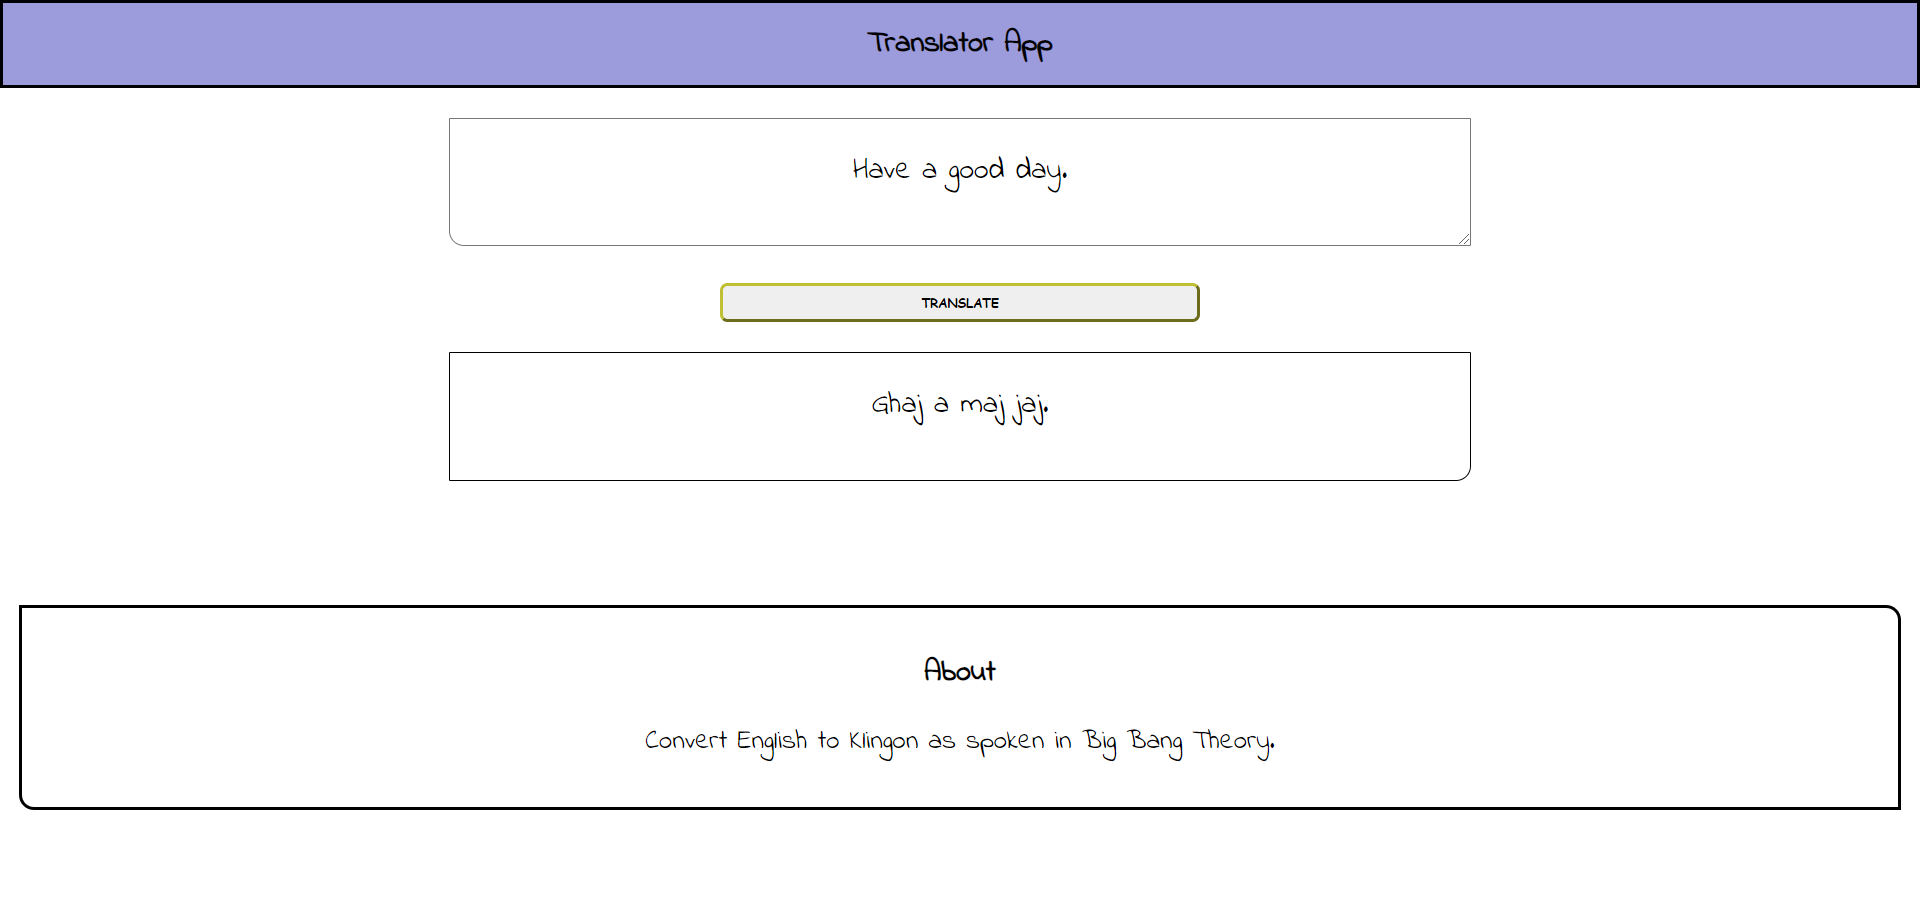 Translator App
Have a good day.
TRANSLATE
Ghaj a maj jaj.
About
Convert English to Klingon as spoken in Big Bang Theory.